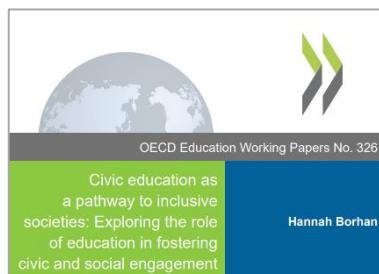 OECD Education Working Papers No. 326
Civic education as
a pathway to inclusive
societies: Exploring the role
of education in fostering
civic and social engagement
Hannah Borhan